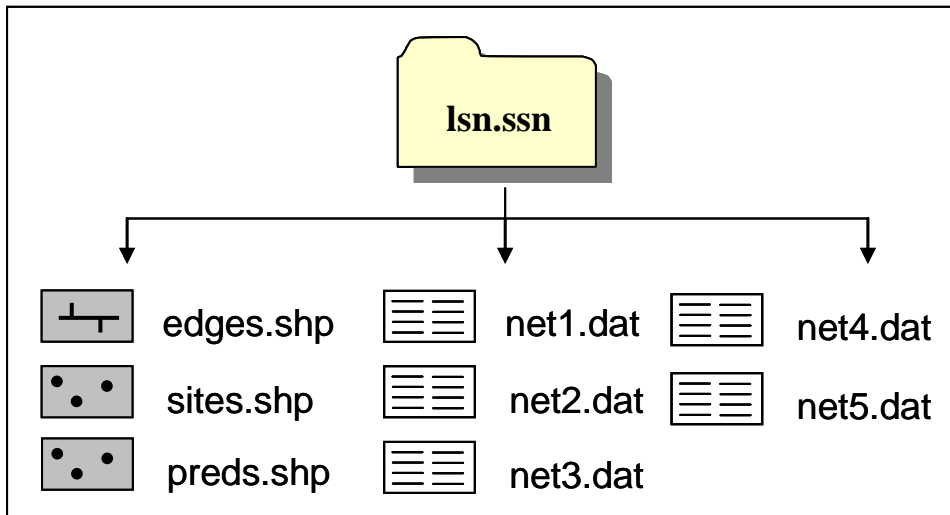 lsn.ssn
edges.shp
sites.shp
preds.shp
net1.dat
net2.dat
net3.dat
net4.dat
net5.dat